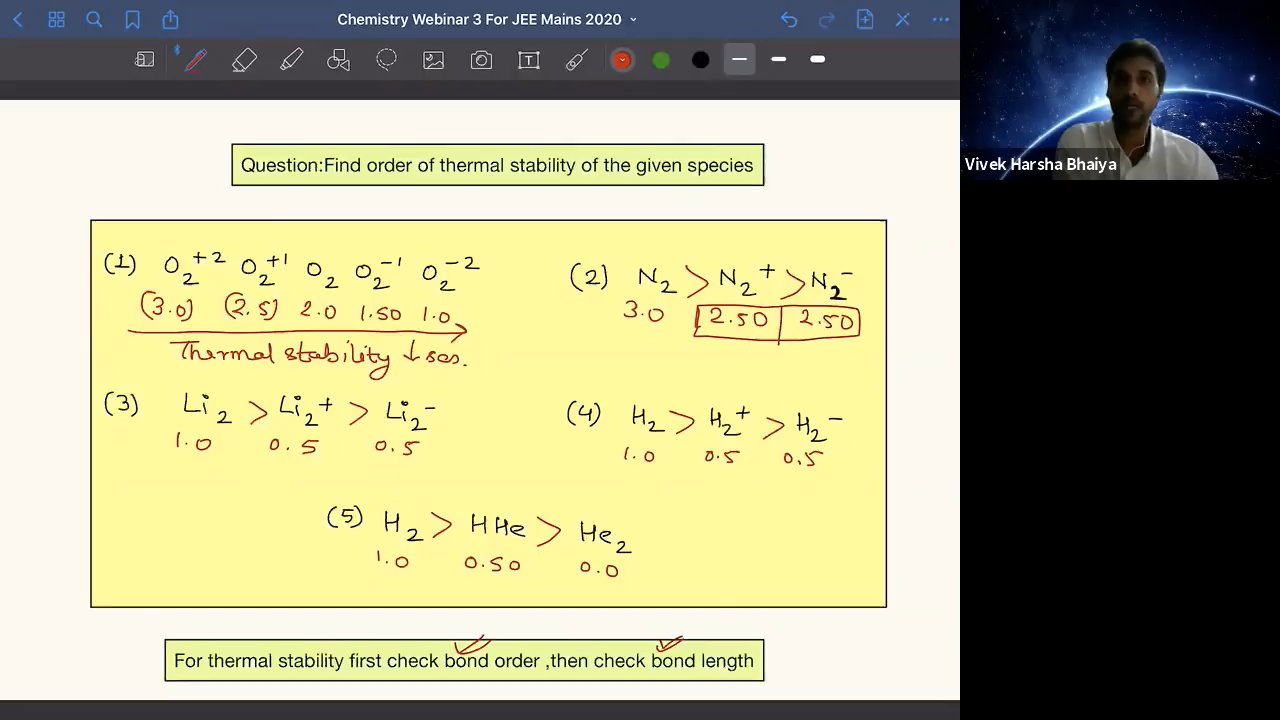 Chemistry Webinar 3 For JEE Mains 2020
Vivek Harsha Bhaiya
Question:Find order of thermal stability of the given species
(1) O₂⁺² O₂⁺¹ O₂ O₂⁻¹ O₂⁻²
(3.0) (2.5) 2.0 1.50 1.0
Thermal stability ↓ses.
(2) N₂ > N₂⁺ > N₂⁻
3.0 2.50 2.50
(3) Li₂ > Li₂⁺ > Li₂⁻
1.0 0.5 0.5
(4) H₂ > H₂⁺ > H₂⁻
1.0 0.5 0.5
(5) H₂ > HHe > He₂
1.0 0.50 0.0
For thermal stability first check bond order ,then check bond length